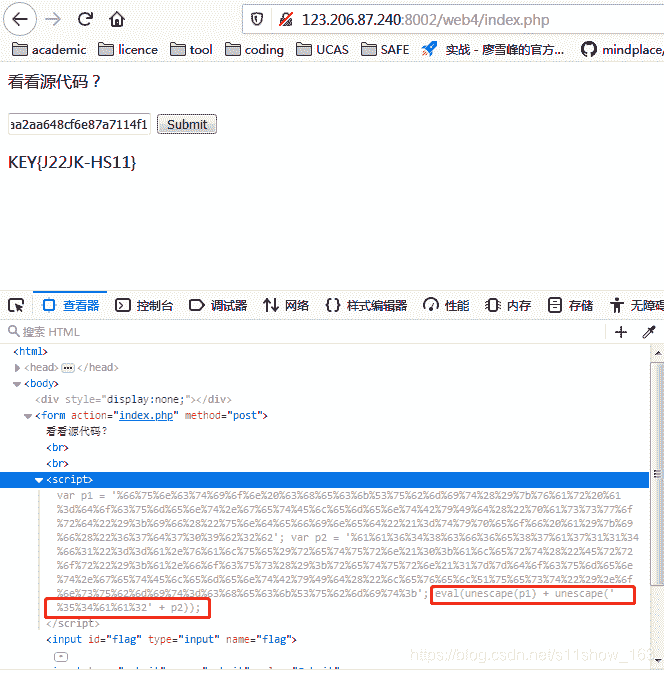 123.206.87.240:8002/web4/index.php
academic licence tool coding UCAS SAFE 实战 - 廖雪峰的官方... mindplace/
看看源代码？
aa2aa648cf6e87a7114f1 Submit
KEY{J22JK-HS11}
查看器 控制台 调试器 网络 {} 样式编辑器 性能 内存 存储 无障碍
搜索 HTML
<html>
<head> ••• </head>
<body>
<div style="display:none;"></div>
<form action="index.php" method="post">
看看源代码?
<br>
<br>
<script>
var p1 = '%66%75%6e%63%74%69%6f%6e%20%63%68%65%63%6b%53%75%62%6d%69%74%28%29%7b%76%61%72%20%61
%3d%64%6f%63%75%6d%65%6e%74%2e%67%65%74%45%6c%65%6d%65%6e%74%42%79%49%64%28%22%70%61%73%73%77%6f
%72%64%22%29%3b%69%66%28%22%75%6e%64%65%66%69%6e%65%64%22%21%3d%74%79%70%65%6f%66%20%61%29%7b%69
%66%28%22%36%37%64%37%30%39%62%32%62'; var p2 = '%61%61%36%34%38%63%66%36%65%38%37%61%37%31%31%34
%66%31%22%3d%3d%61%2e%76%61%6c%75%65%29%72%65%74%75%72%6e%21%30%3b%61%6c%65%72%74%28%22%45%72%72
%6f%72%22%29%3b%61%2e%66%6f%63%75%73%28%29%3b%72%65%74%75%72%6e%21%31%7d%7d%64%6f%63%75%6d%65%6e
%74%2e%67%65%74%45%6c%65%6d%65%6e%74%42%79%49%64%28%22%6c%65%76%65%6c%51%75%65%73%74%22%29%2e%6f
%6e%73%75%62%6d%69%74%3d%63%68%65%63%6b%53%75%62%6d%69%74%3b'; eval(unescape(p1) + unescape('
%35%34%61%61%32' + p2));
</script>
<input id="flag" type="input" name="flag">
https://blog.csdn.net/s11show_163